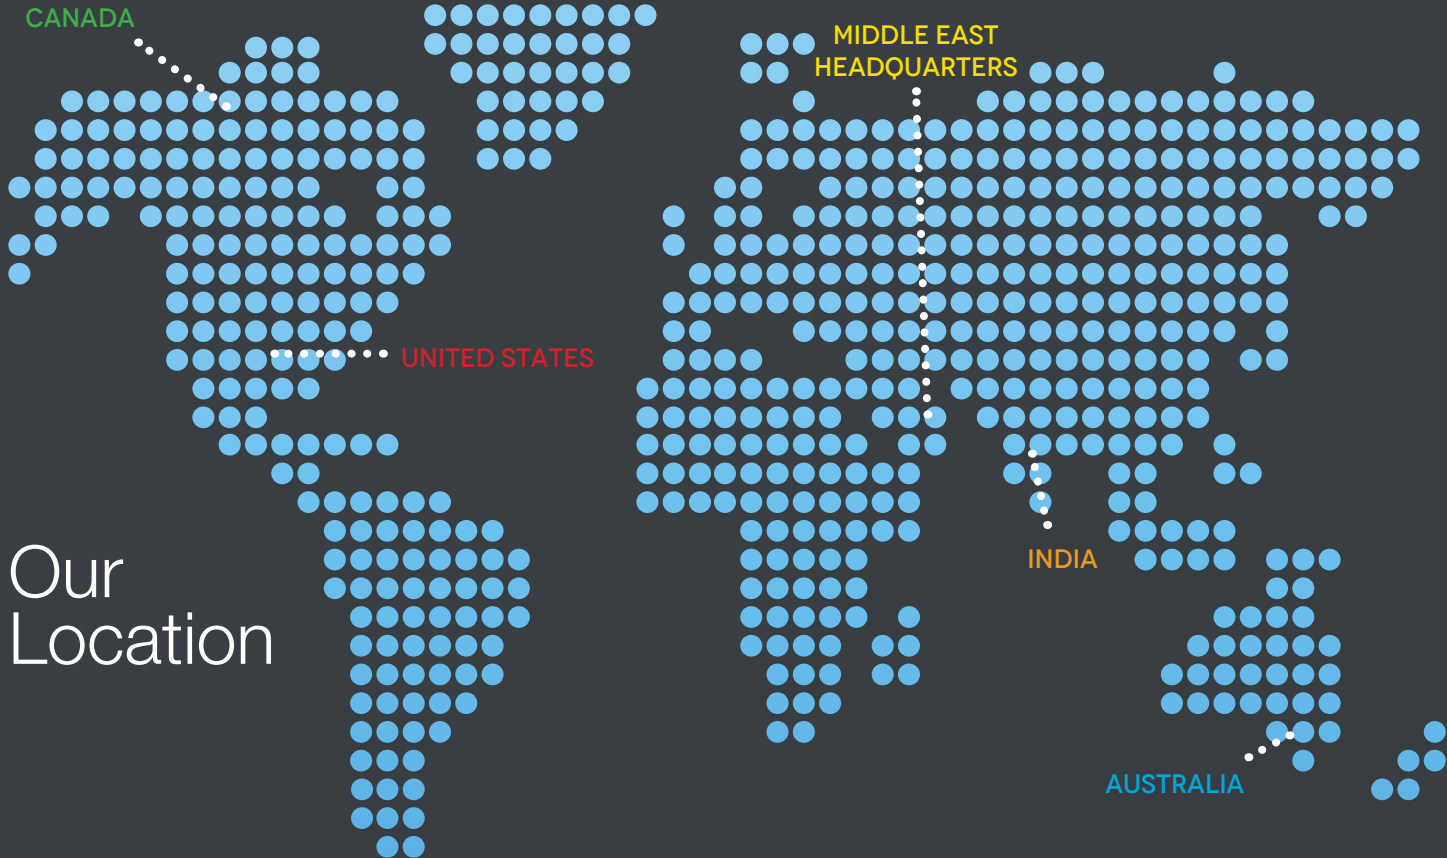 CANADA
MIDDLE EAST
HEADQUARTERS
UNITED STATES
INDIA
Our
Location
AUSTRALIA